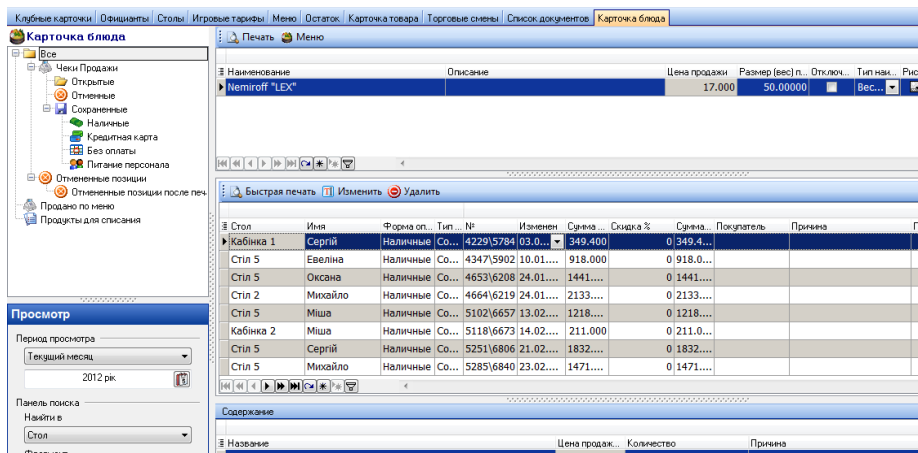 Клубные карточки Официанты Столы Игровые тарифы Меню Остаток Карточка товара Торговые смены Список документов Карточка блюда
Карточка блюда
Все
Чеки Продажи
Открытые
Отменные
Сохраненные
Наличные
Кредитная карта
Без оплаты
Питание персонала
Отмененные позиции
Отмененные позиции после печ
Продано по меню
Продукты для списания
Просмотр
Период просмотра
Текущий месяц
2012 рік
Панель поиска
Найти в
Стол
Печать Меню
Наименование Описание Цена продажи Размер (вес) п... Отключ... Тип наи... Рис
Nemiroff "LEX" 17.000 50.00000 Вес...
Быстрая печать Изменить Удалить
Стол Имя Форма оп... Тип ... № Изменен Сумма ... Скидка % Сумма... Покупатель Причина
Кабінка 1 Сергій Наличные Со... 4229\5784 03.0... 349.400 0 349.4...
Стіл 5 Евеліна Наличные Со... 4347\5902 10.01.... 918.000 0 918.0...
Стіл 5 Оксана Наличные Со... 4653\6208 24.01.... 1441.... 0 1441....
Стіл 2 Михайло Наличные Со... 4664\6219 24.01.... 2133.... 0 2133....
Стіл 5 Міша Наличные Со... 5102\6657 13.02.... 1218.... 0 1218....
Кабінка 2 Міша Наличные Со... 5118\6673 14.02.... 211.000 0 211.0...
Стіл 5 Сергій Наличные Со... 5251\6806 21.02.... 1832.... 0 1832....
Стіл 5 Михайло Наличные Со... 5285\6840 23.02.... 1471.... 0 1471....
Содержание
Название Цена продаж... Количество Причина